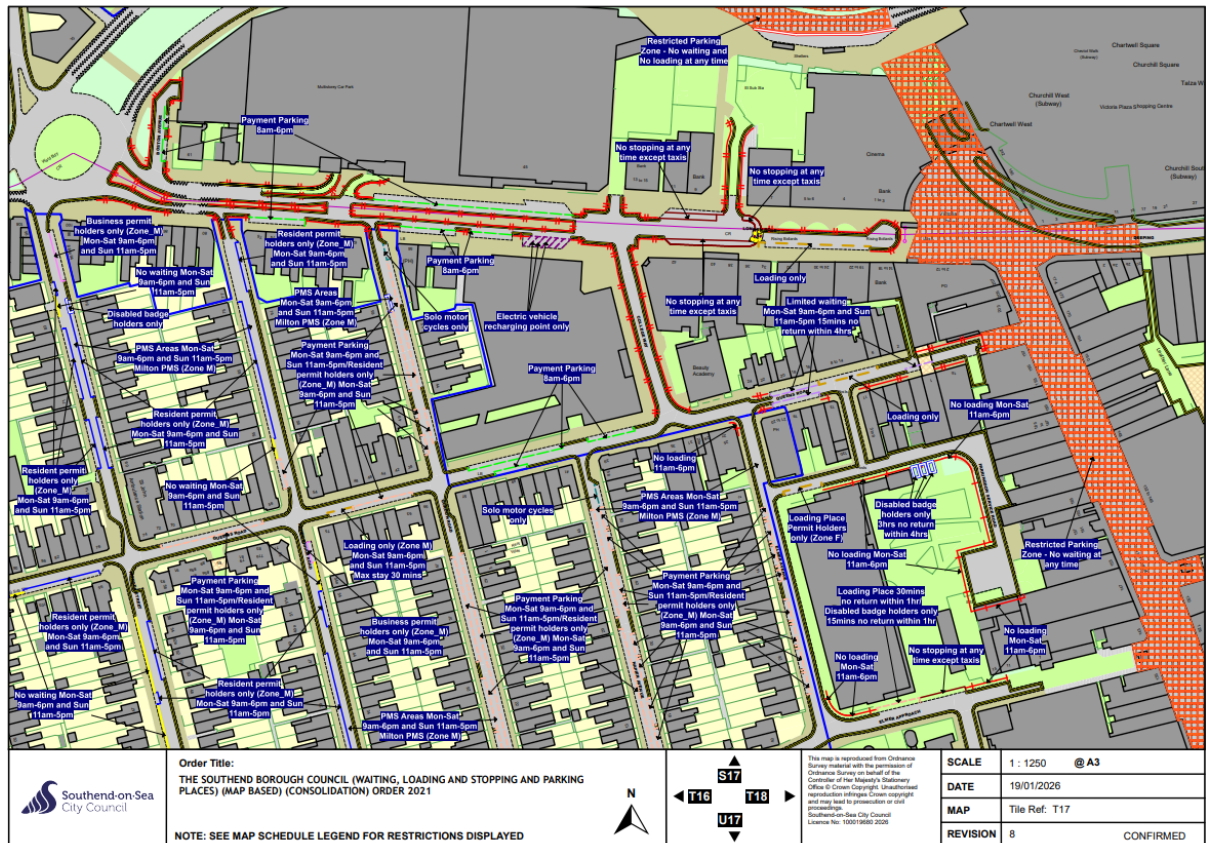 Restricted Parking
Zone - No waiting and
No loading at any time
Chartwell Square
Churchill Square
Churchill West
(Subway)
Victoria Plaza Shopping Centre
Chartwell West
Multistorey Car Park
El Sub Sta
Cinema
Bank
Payment Parking
8am-6pm
No stopping at any
time except taxis
Bank
Bank
No stopping at any
time except taxis
Business permit
holders only (Zone_M)
Mon-Sat 9am-6pm
and Sun 11am-5pm
Resident permit
holders only (Zone_M)
Mon-Sat 9am-6pm
and Sun 11am-5pm
Payment Parking
8am-6pm
Rising Bollards
Rising Bollards
No waiting Mon-Sat
9am-6pm and Sun
11am-5pm
Loading only
PMS Areas
Mon-Sat 9am-6pm
and Sun 11am-5pm
Milton PMS (Zone M)
Solo motor
cycles only
Electric vehicle
recharging point only
No stopping at any
time except taxis
Limited waiting
Mon-Sat 9am-6pm and Sun
11am-5pm 15mins no
return within 4hrs
Bank
Disabled badge
holders only
PMS Areas Mon-Sat
9am-6pm and Sun 11am-5pm
Milton PMS (Zone M)
Payment Parking
Mon-Sat 9am-6pm and
Sun 11am-5pm/Resident
permit holders only
(Zone_M) Mon-Sat
9am-6pm and Sun
11am-5pm
Payment Parking
8am-6pm
Beauty
Academy
COLLEGE WAY
QUEENS ROAD
Resident permit
holders only (Zone_M)
Mon-Sat 9am-6pm and Sun
11am-5pm
Loading only
No loading Mon-Sat
11am-6pm
Resident permit
holders only
(Zone_M)
Mon-Sat 9am-6pm
and Sun 11am-5pm
No waiting Mon-Sat
9am-6pm and Sun
11am-5pm
No loading
11am-6pm
Solo motor cycles
only
PMS Areas Mon-Sat
9am-6pm and Sun 11am-5pm
Milton PMS (Zone M)
Loading Place
Permit Holders
only (Zone F)
Disabled badge
holders only
3hrs no return
within 4hrs
Restricted Parking
Zone - No waiting at
any time
Loading only (Zone M)
Mon-Sat 9am-6pm
and Sun 11am-5pm
Max stay 30 mins
No loading Mon-Sat
11am-6pm
Payment Parking
Mon-Sat 9am-6pm and
Sun 11am-5pm/Resident
permit holders only
(Zone_M) Mon-Sat
9am-6pm and Sun
11am-5pm
Payment Parking
Mon-Sat 9am-6pm and
Sun 11am-5pm/Resident
permit holders only
(Zone_M) Mon-Sat
9am-6pm and Sun
11am-5pm
Payment Parking
Mon-Sat 9am-6pm and
Sun 11am-5pm/Resident
permit holders only
(Zone_M) Mon-Sat
9am-6pm and Sun
11am-5pm
Loading Place 30mins
no return within 1hr/
Disabled badge holders only
15mins no return within 1hr
Resident permit
holders only (Zone_M)
Mon-Sat 9am-6pm
and Sun 11am-5pm
Business permit
holders only (Zone_M)
Mon-Sat 9am-6pm
and Sun 11am-5pm
No loading
Mon-Sat
11am-6pm
No loading
Mon-Sat
11am-6pm
No stopping at any
time except taxis
No waiting Mon-Sat
9am-6pm and Sun
11am-5pm
Resident permit
holders only (Zone_M)
Mon-Sat 9am-6pm and Sun
11am-5pm
PMS Areas Mon-Sat
9am-6pm and Sun 11am-5pm
Milton PMS (Zone M)
ELMER APPROACH
Southend-on-Sea
City Council
Order Title:
THE SOUTHEND BOROUGH COUNCIL (WAITING, LOADING AND STOPPING AND PARKING
PLACES) (MAP BASED) (CONSOLIDATION) ORDER 2021
NOTE: SEE MAP SCHEDULE LEGEND FOR RESTRICTIONS DISPLAYED
N
S17
T16
T18
U17
This map is reproduced from Ordnance
Survey material with the permission of
Ordnance Survey on behalf of the
Controller of Her Majesty's Stationery
Office © Crown Copyright. Unauthorised
reproduction infringes Crown copyright
and may lead to prosecution or civil
proceedings.
Southend-on-Sea City Council
Licence No: 100019680 2026
SCALE 1 : 1250 @ A3
DATE 19/01/2026
MAP Tile Ref: T17
REVISION 8 CONFIRMED